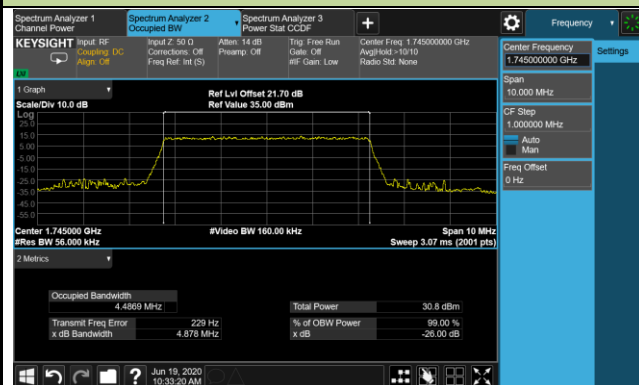 Spectrum Analyzer 1
Channel Power
Spectrum Analyzer 2
Occupied BW
Spectrum Analyzer 3
Power Stat CCDF
+
Frequency
KEYSIGHT
Input: RF
Coupling: DC
Align: Off
Input Z: 50 Ω
Corrections: Off
Freq Ref: Int (S)
Atten: 14 dB
Preamp: Off
Trig: Free Run
Gate: Off
#IF Gain: Low
Center Freq: 1.745000000 GHz
Avg|Hold:>10/10
Radio Std: None
LXI
Center Frequency
1.745000000 GHz
Settings
Span
10.000 MHz
CF Step
1.000000 MHz
Auto
Man
Freq Offset
0 Hz
1 Graph
Scale/Div 10.0 dB
Ref Lvl Offset 21.70 dB
Ref Value 35.00 dBm
Log
25.0
15.0
5.00
-5.00
-15.0
-25.0
-35.0
-45.0
-55.0
Center 1.745000 GHz
#Res BW 56.000 kHz
#Video BW 160.00 kHz
Span 10 MHz
Sweep 3.07 ms (2001 pts)
2 Metrics
Occupied Bandwidth
4.4869 MHz
Total Power 30.8 dBm
Transmit Freq Error 229 Hz
% of OBW Power 99.00 %
x dB Bandwidth 4.878 MHz
x dB -26.00 dB
?
Jun 19, 2020
10:33:20 AM